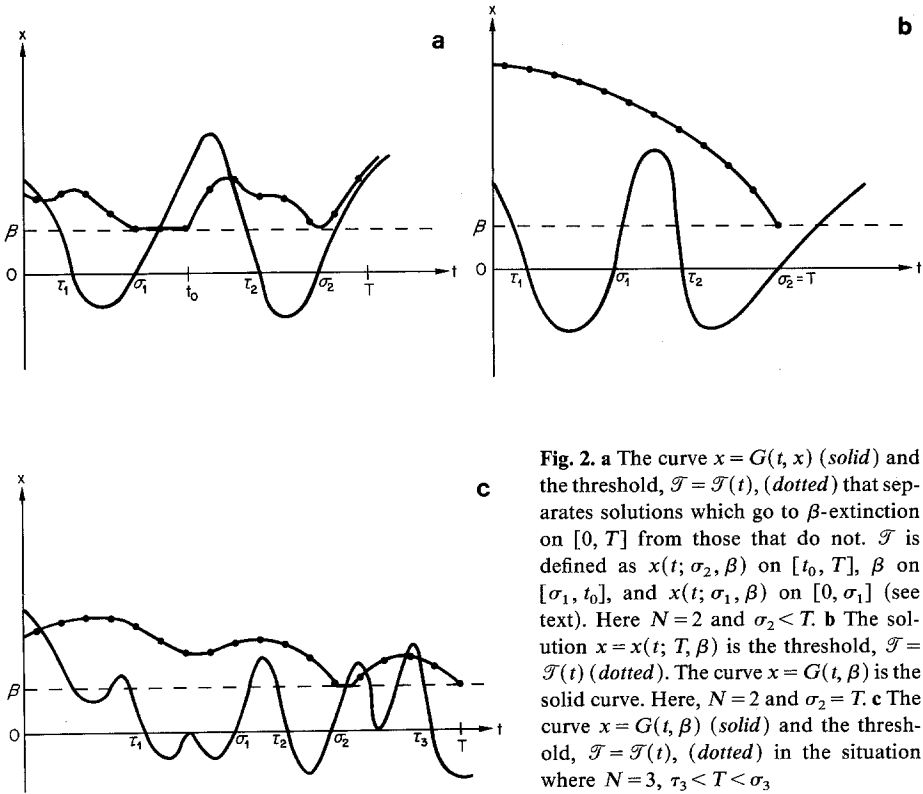 x
a
β
0
τ₁
σ₁
t₀
τ₂
σ₂
T
t
x
b
β
0
τ₁
σ₁
τ₂
σ₂ = T
t
x
c
β
0
τ₁
σ₁
τ₂
σ₂
τ₃
T
t
Fig. 2. a The curve x = G(t, x) (solid) and
the threshold, 𝒯 = 𝒯(t), (dotted) that sep-
arates solutions which go to β-extinction
on [0, T] from those that do not. 𝒯 is
defined as x(t; σ₂, β) on [t₀, T], β on
[σ₁, t₀], and x(t; σ₁, β) on [0, σ₁] (see
text). Here N = 2 and σ₂ < T. b The sol-
ution x = x(t; T, β) is the threshold, 𝒯 =
𝒯(t) (dotted). The curve x = G(t, β) is the
solid curve. Here, N = 2 and σ₂ = T. c The
curve x = G(t, β) (solid) and the thresh-
old, 𝒯 = 𝒯(t), (dotted) in the situation
where N = 3, τ₃ < T < σ₃